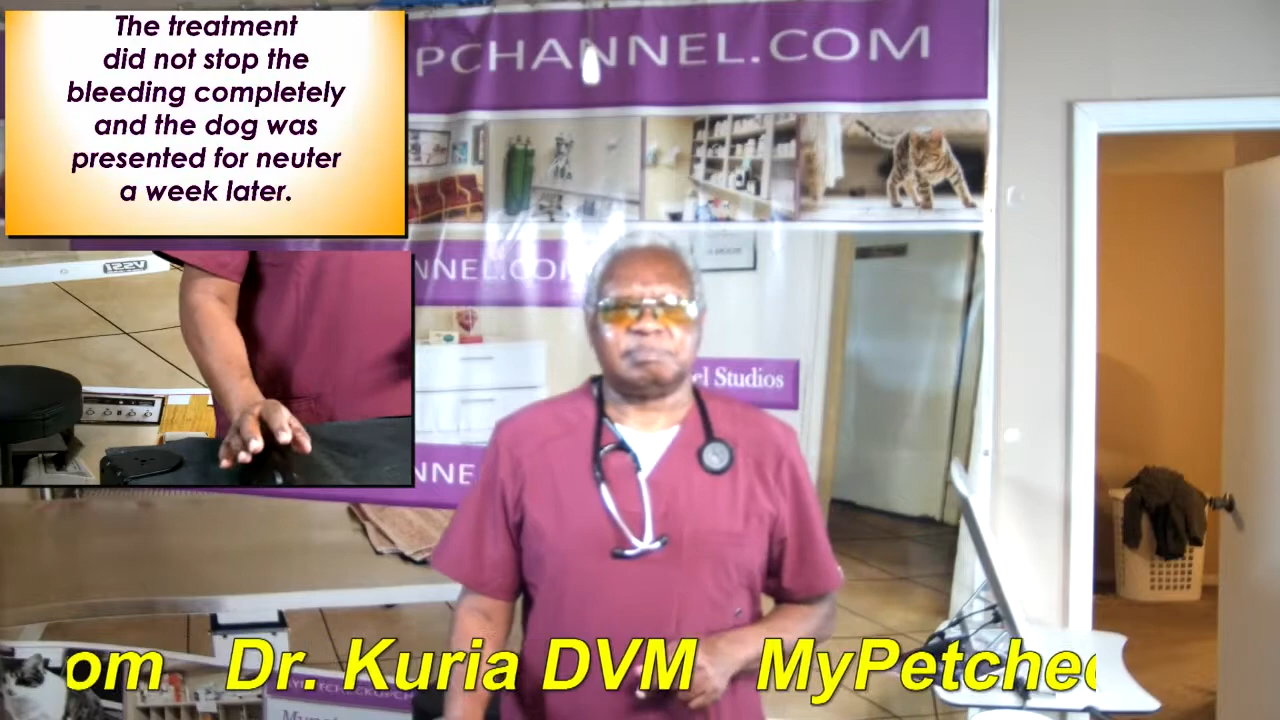 The treatment
did not stop the
bleeding completely
and the dog was
presented for neuter
a week later.
PCHANNEL.COM
NNEL.COM
el Studios
NNE
om Dr. Kuria DVM MyPetchec